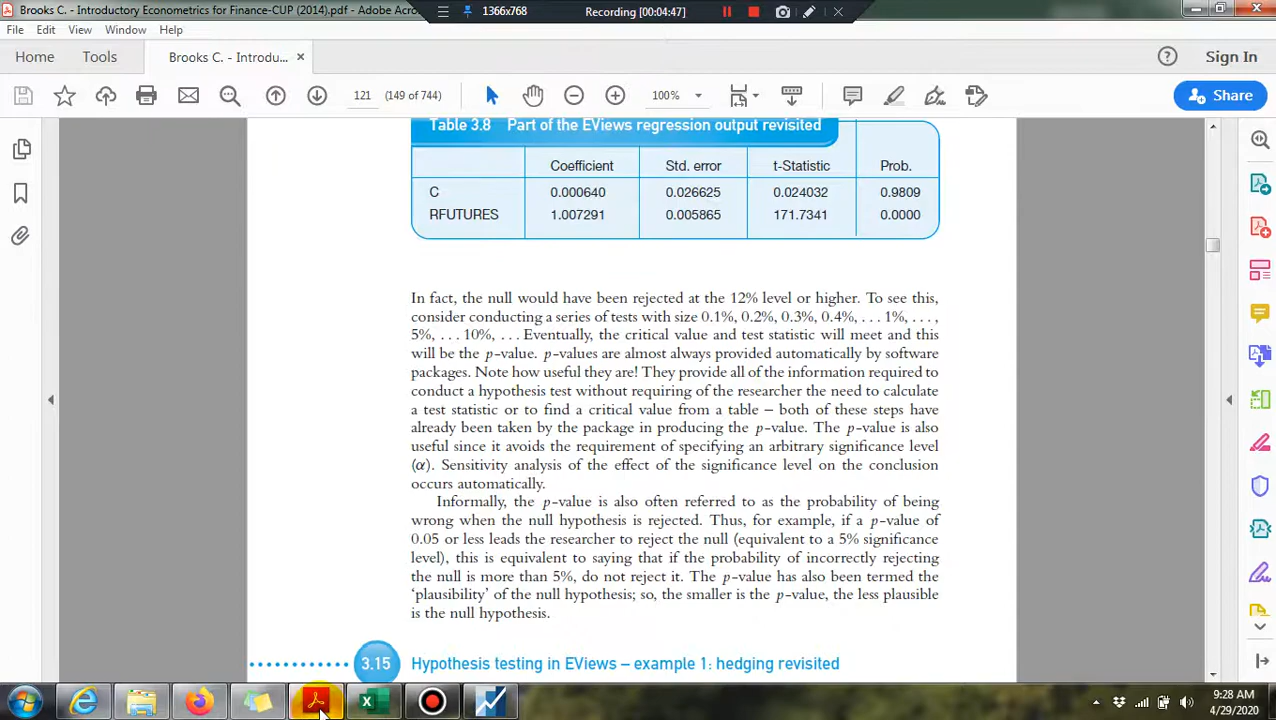 Brooks C. - Introductory Econometrics for Finance-CUP (2014).pdf - Adobe Acro
1366x768
Recording [00:04:47]
File Edit View Window Help
Home Tools Brooks C. - Introdu... Sign In
121 (149 of 744) 100% Share
Table 3.8 Part of the EViews regression output revisited
Coefficient Std. error t-Statistic Prob.
C 0.000640 0.026625 0.024032 0.9809
RFUTURES 1.007291 0.005865 171.7341 0.0000
In fact, the null would have been rejected at the 12% level or higher. To see this,
consider conducting a series of tests with size 0.1%, 0.2%, 0.3%, 0.4%, . . . 1%, . . . ,
5%, . . . 10%, . . . Eventually, the critical value and test statistic will meet and this
will be the p-value. p-values are almost always provided automatically by software
packages. Note how useful they are! They provide all of the information required to
conduct a hypothesis test without requiring of the researcher the need to calculate
a test statistic or to find a critical value from a table – both of these steps have
already been taken by the package in producing the p-value. The p-value is also
useful since it avoids the requirement of specifying an arbitrary significance level
(α). Sensitivity analysis of the effect of the significance level on the conclusion
occurs automatically.
Informally, the p-value is also often referred to as the probability of being
wrong when the null hypothesis is rejected. Thus, for example, if a p-value of
0.05 or less leads the researcher to reject the null (equivalent to a 5% significance
level), this is equivalent to saying that if the probability of incorrectly rejecting
the null is more than 5%, do not reject it. The p-value has also been termed the
‘plausibility’ of the null hypothesis; so, the smaller is the p-value, the less plausible
is the null hypothesis.
3.15 Hypothesis testing in EViews – example 1: hedging revisited
9:28 AM
4/29/2020